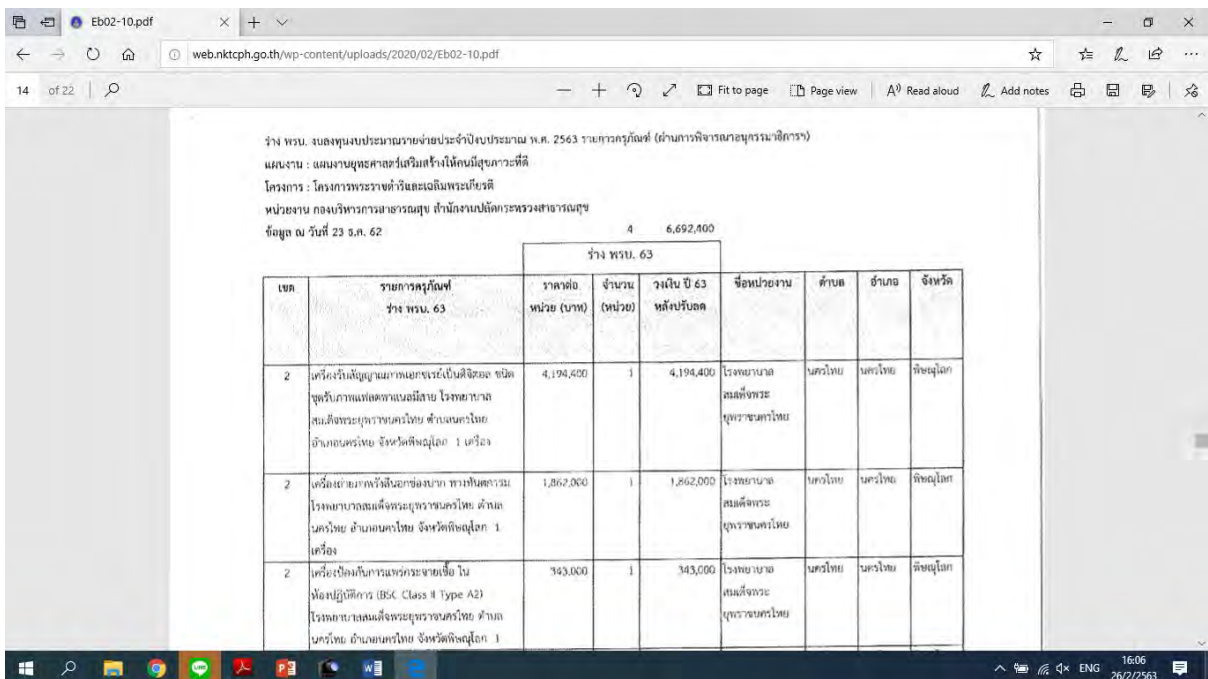 Eb02-10.pdf
web.nktcph.go.th/wp-content/uploads/2020/02/Eb02-10.pdf
14 of 22 Fit to page Page view Read aloud Add notes
ร่าง พรบ. งบลงทุนงบประมาณรายจ่ายประจำปีงบประมาณ พ.ศ. 2563 รายการครุภัณฑ์ (ผ่านการพิจารณาอนุกรรมาธิการฯ)
แผนงาน : แผนงานยุทธศาสตร์เสริมสร้างให้คนมีสุขภาวะที่ดี
โครงการ : โครงการพระราชดำริและเฉลิมพระเกียรติ
หน่วยงาน กองบริหารการสาธารณสุข สำนักงานปลัดกระทรวงสาธารณสุข
ข้อมูล ณ วันที่ 23 ธ.ค. 62 4 6,692,400
ร่าง พรบ. 63
เขต รายการครุภัณฑ์ ราคาต่อ จำนวน วงเงิน ปี 63 ชื่อหน่วยงาน ตำบล อำเภอ จังหวัด
ร่าง พรบ. 63 หน่วย (บาท) (หน่วย) หลังปรับลด
2 เครื่องรับสัญญาณภาพเอกซเรย์เป็นดิจิตอล ชนิด 4,194,400 1 4,194,400 โรงพยาบาล นครไทย นครไทย พิษณุโลก
ชุดรับภาพแฟลตพาแนลมีสาย โรงพยาบาล สมเด็จพระ
สมเด็จพระยุพราชนครไทย ตำบลนครไทย ยุพราชนครไทย
อำเภอนครไทย จังหวัดพิษณุโลก 1 เครื่อง
2 เครื่องถ่ายภาพรังสีนอกช่องปาก ทางทันตกรรม 1,862,000 1 1,862,000 โรงพยาบาล นครไทย นครไทย พิษณุโลก
โรงพยาบาลสมเด็จพระยุพราชนครไทย ตำบล สมเด็จพระ
นครไทย อำเภอนครไทย จังหวัดพิษณุโลก 1 ยุพราชนครไทย
เครื่อง
2 เครื่องป้องกันการแพร่กระจายเชื้อ ใน 343,000 1 343,000 โรงพยาบาล นครไทย นครไทย พิษณุโลก
ห้องปฏิบัติการ (BSC Class II Type A2) สมเด็จพระ
โรงพยาบาลสมเด็จพระยุพราชนครไทย ตำบล ยุพราชนครไทย
นครไทย อำเภอนครไทย จังหวัดพิษณุโลก 1
ENG 16:06
26/2/2563